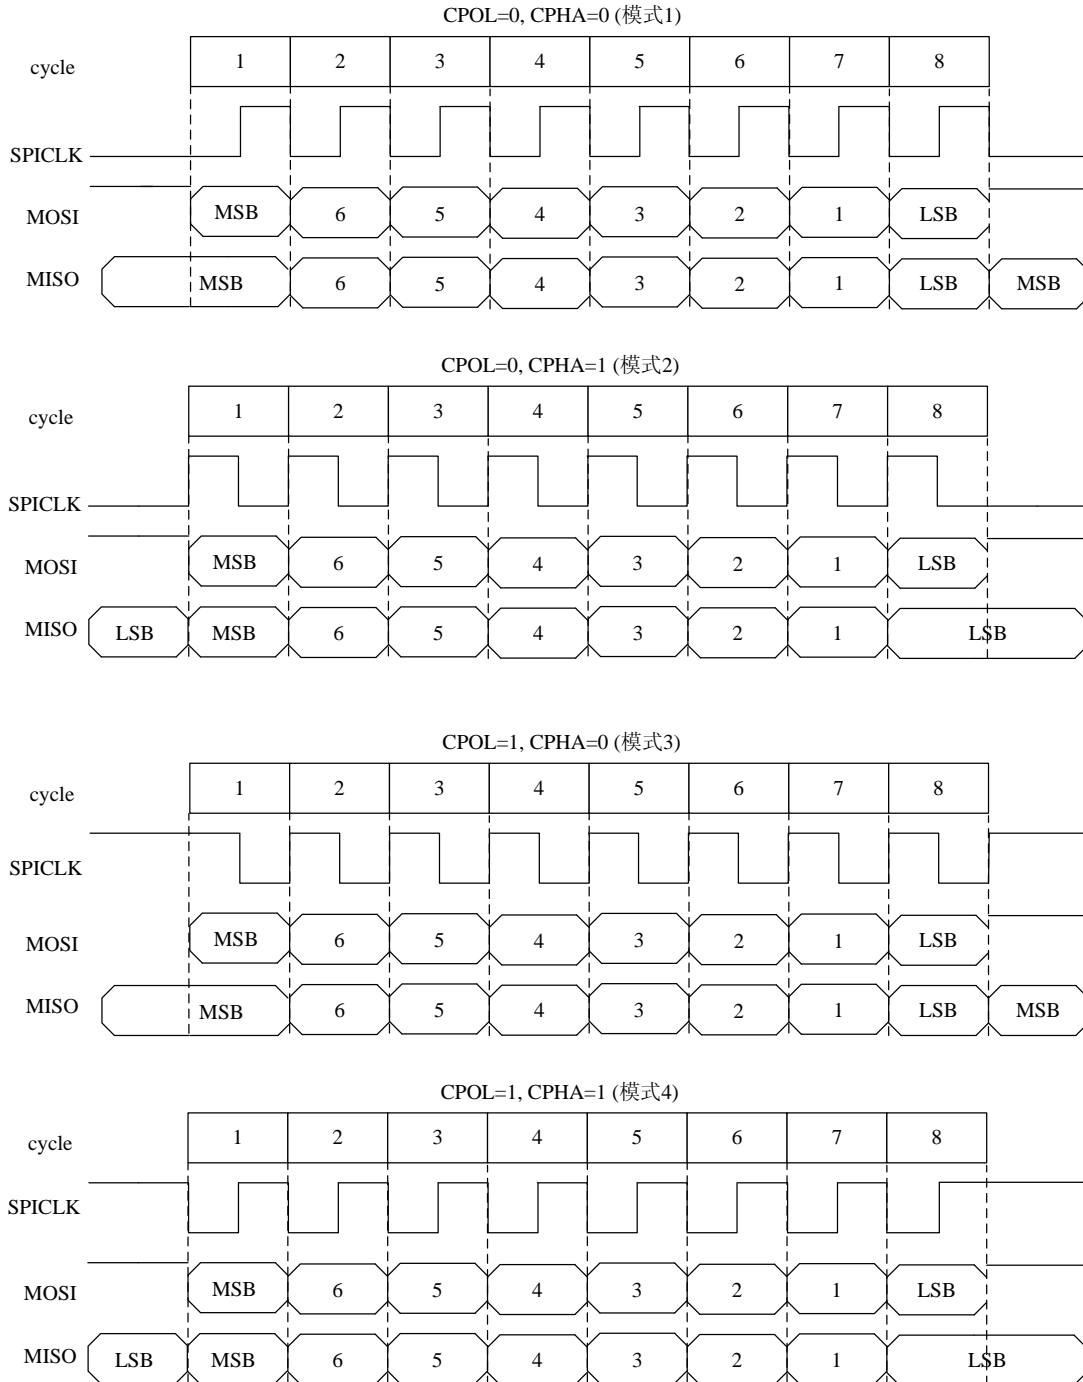 CPOL=0, CPHA=0 (模式1)
cycle 1 2 3 4 5 6 7 8
SPICLK
MOSI MSB 6 5 4 3 2 1 LSB
MISO MSB 6 5 4 3 2 1 LSB MSB
CPOL=0, CPHA=1 (模式2)
cycle 1 2 3 4 5 6 7 8
SPICLK
MOSI MSB 6 5 4 3 2 1 LSB
MISO LSB MSB 6 5 4 3 2 1 LSB
CPOL=1, CPHA=0 (模式3)
cycle 1 2 3 4 5 6 7 8
SPICLK
MOSI MSB 6 5 4 3 2 1 LSB
MISO MSB 6 5 4 3 2 1 LSB MSB
CPOL=1, CPHA=1 (模式4)
cycle 1 2 3 4 5 6 7 8
SPICLK
MOSI MSB 6 5 4 3 2 1 LSB
MISO LSB MSB 6 5 4 3 2 1 LSB